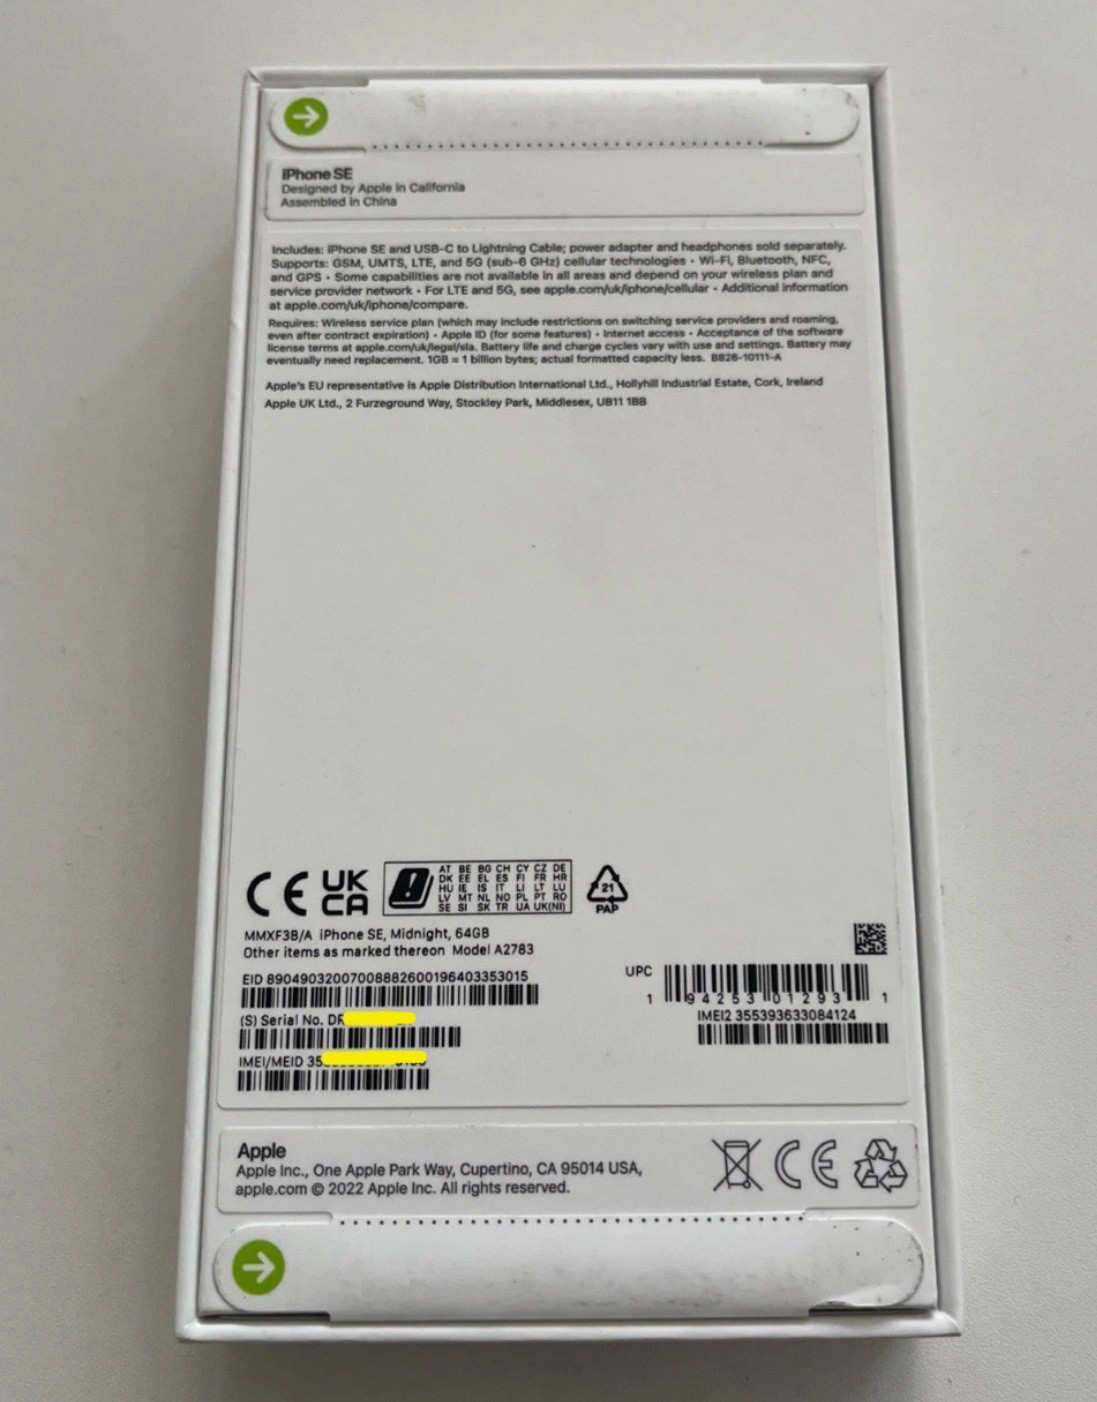 iPhone SE
Designed by Apple in California
Assembled in China
Includes: iPhone SE and USB-C to Lightning Cable; power adapter and headphones sold separately.
Supports: GSM, UMTS, LTE, and 5G (sub-6 GHz) cellular technologies • Wi-Fi, Bluetooth, NFC,
and GPS • Some capabilities are not available in all areas and depend on your wireless plan and
service provider network • For LTE and 5G, see apple.com/uk/iphone/cellular • Additional information
at apple.com/uk/iphone/compare.
Requires: Wireless service plan (which may include restrictions on switching service providers and roaming,
even after contract expiration) • Apple ID (for some features) • Internet access • Acceptance of the software
license terms at apple.com/uk/legal/sla. Battery life and charge cycles vary with use and settings. Battery may
eventually need replacement. 1GB = 1 billion bytes; actual formatted capacity less. B826-10111-A
Apple's EU representative is Apple Distribution International Ltd., Hollyhill Industrial Estate, Cork, Ireland
Apple UK Ltd., 2 Furzeground Way, Stockley Park, Middlesex, UB11 1BB
CE UK CA
AT BE BG CH CY CZ DE
DK EE EL ES FI FR HR
HU IE IS IT LI LT LU
LV MT NL NO PL PT RO
SE SI SK TR UA UK(NI)
21
PAP
MMXF3B/A iPhone SE, Midnight, 64GB
Other items as marked thereon Model A2783
EID 89049032007008882600196403353015
UPC
1 94253 01293 1
(S) Serial No. DF
IMEI2 355393633084124
IMEI/MEID 35
Apple
Apple Inc., One Apple Park Way, Cupertino, CA 95014 USA,
apple.com © 2022 Apple Inc. All rights reserved.
CE